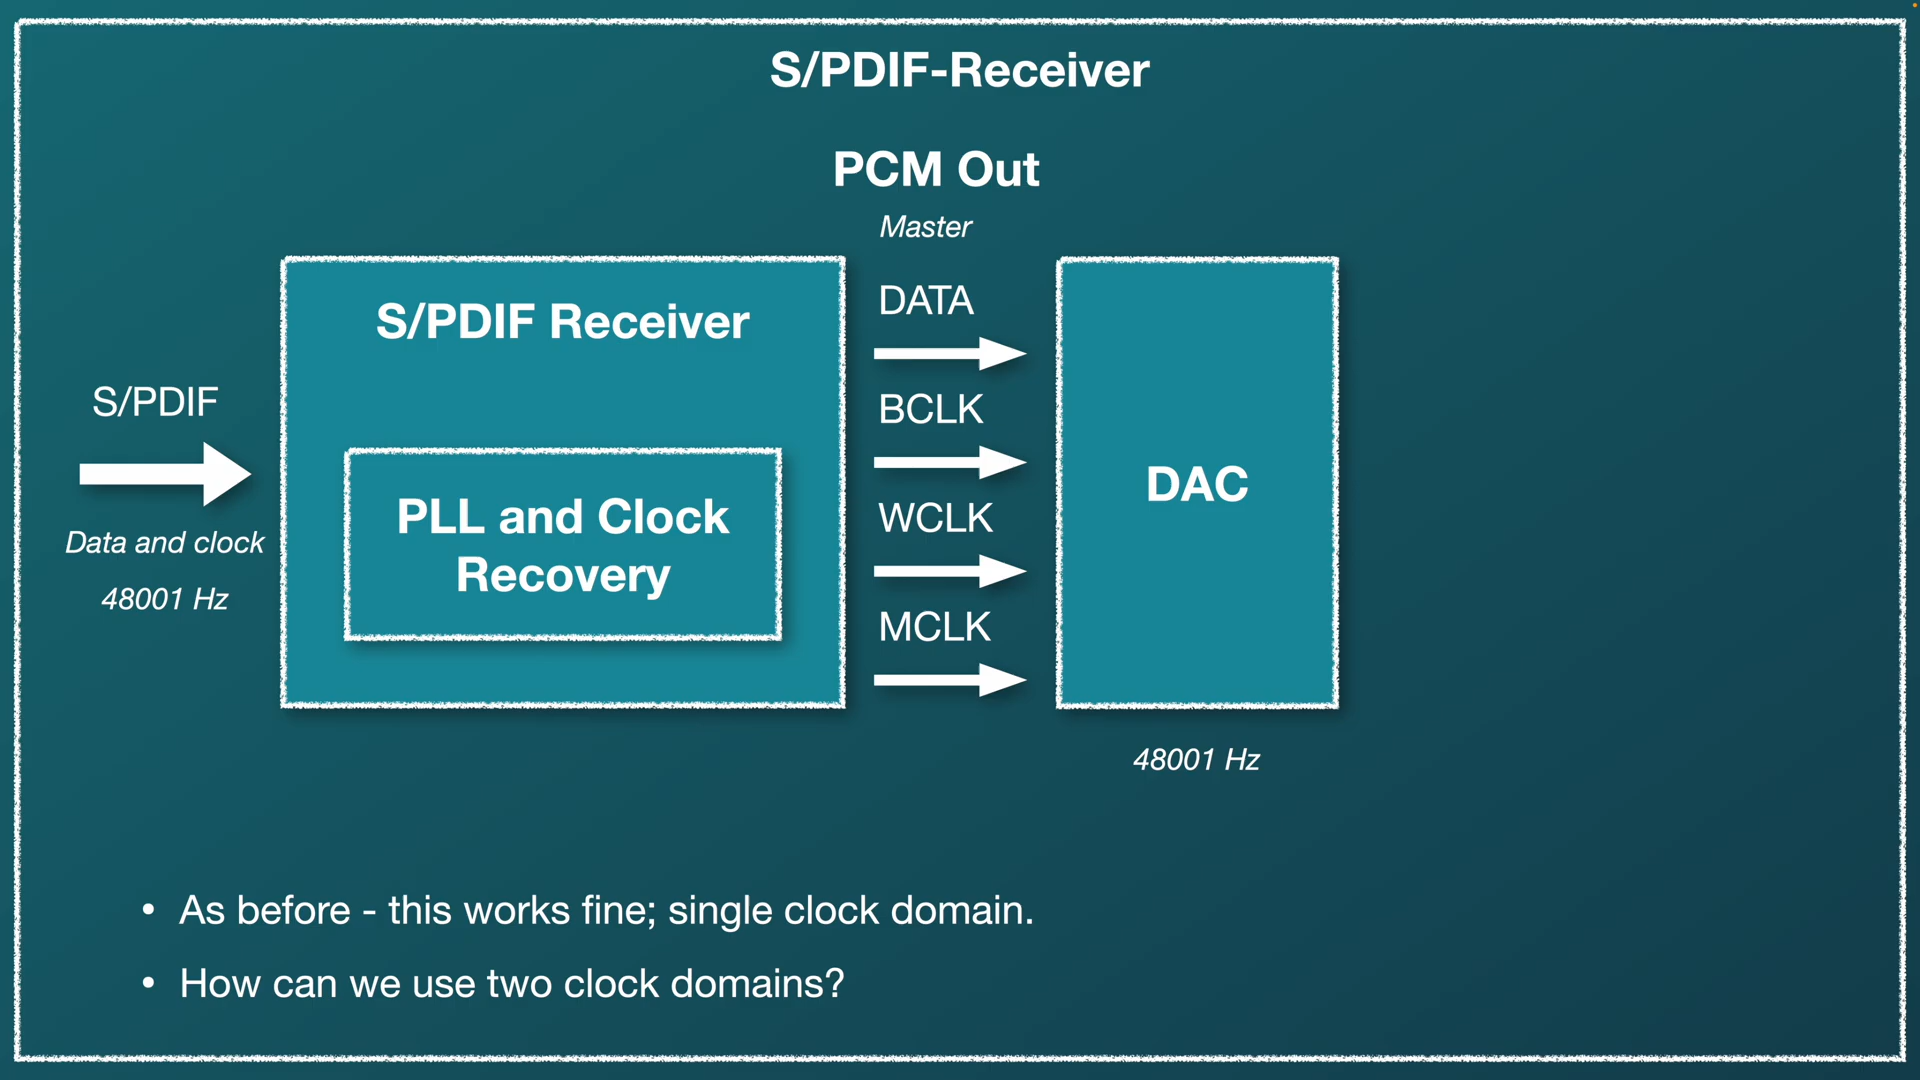 S/PDIF-Receiver
PCM Out
Master
S/PDIF Receiver
PLL and Clock
Recovery
S/PDIF
Data and clock
48001 Hz
DATA
BCLK
WCLK
MCLK
DAC
48001 Hz
• As before - this works fine; single clock domain.
• How can we use two clock domains?